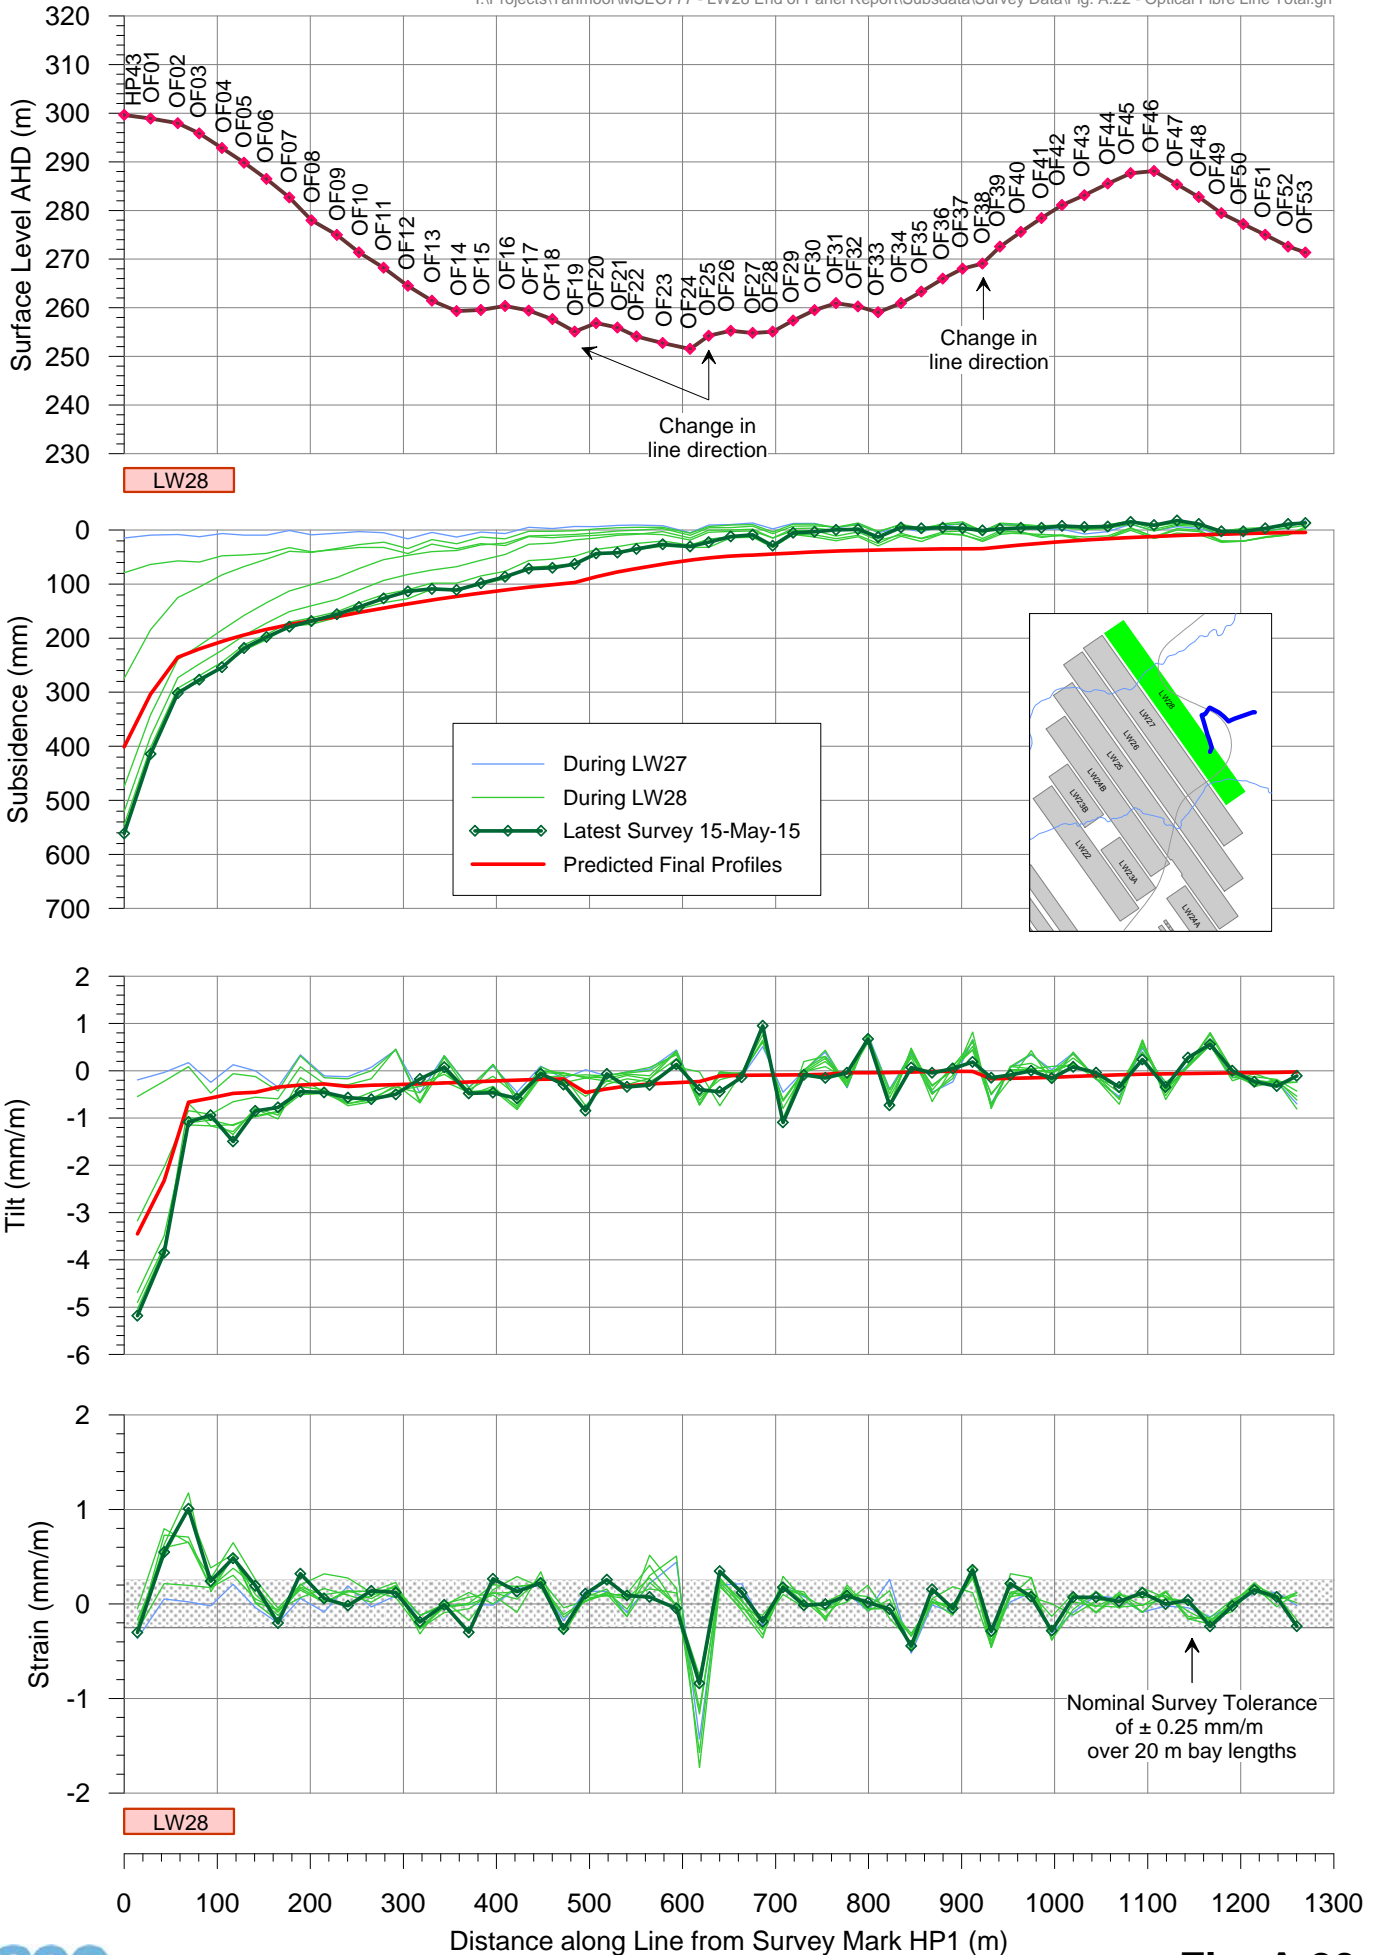 320
310
300
290
280
270
260
250
240
230
Surface Level AHD (m)
HP43
OF01
OF02
OF03
OF04
OF05
OF06
OF07
OF08
OF09
OF10
OF11
OF12
OF13
OF14
OF15
OF16
OF17
OF18
OF19
OF20
OF21
OF22
OF23
OF24
OF25
OF26
OF27
OF28
OF29
OF30
OF31
OF32
OF33
OF34
OF35
OF36
OF37
OF38
OF39
OF40
OF41
OF42
OF43
OF44
OF45
OF46
OF47
OF48
OF49
OF50
OF51
OF52
OF53
Change in
line direction
Change in
line direction
LW28
0
100
200
300
400
500
600
700
Subsidence (mm)
During LW27
During LW28
Latest Survey 15-May-15
Predicted Final Profiles
LW28
LW27
LW26
LW25
LW24B
LW23B
LW22
LW23A
LW24A
2
1
0
-1
-2
-3
-4
-5
-6
Tilt (mm/m)
2
1
0
-1
-2
Strain (mm/m)
Nominal Survey Tolerance
of ± 0.25 mm/m
over 20 m bay lengths
LW28
0 100 200 300 400 500 600 700 800 900 1000 1100 1200 1300
Distance along Line from Survey Mark HP1 (m)